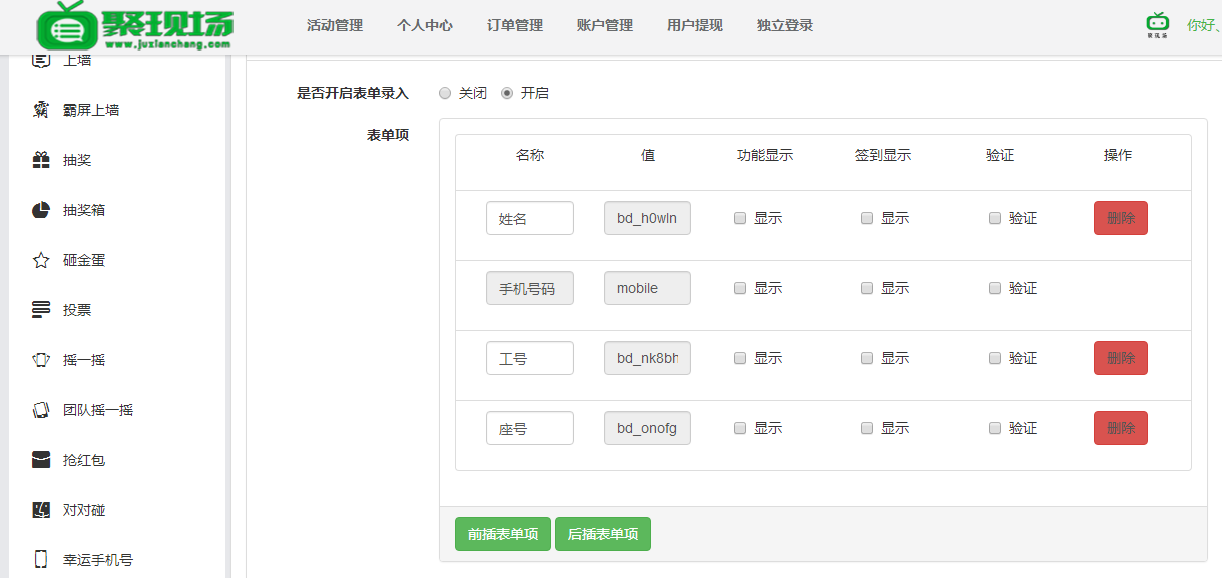 聚现场
www.juxianchang.com
活动管理 个人中心 订单管理 账户管理 用户提现 独立登录
聚现场
你好、
上墙
霸屏上墙
抽奖
抽奖箱
砸金蛋
投票
摇一摇
团队摇一摇
抢红包
对对碰
幸运手机号
是否开启表单录入 关闭 开启
表单项
名称 值 功能显示 签到显示 验证 操作
姓名 bd_h0wln 显示 显示 验证 删除
手机号码 mobile 显示 显示 验证
工号 bd_nk8bh 显示 显示 验证 删除
座号 bd_onofg 显示 显示 验证 删除
前插表单项 后插表单项